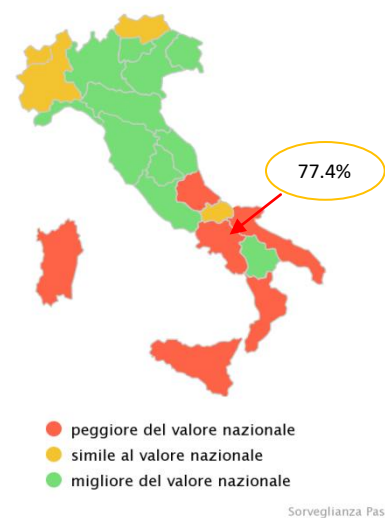 77.4%
peggiore del valore nazionale
simile al valore nazionale
migliore del valore nazionale
Sorveglianza Pas